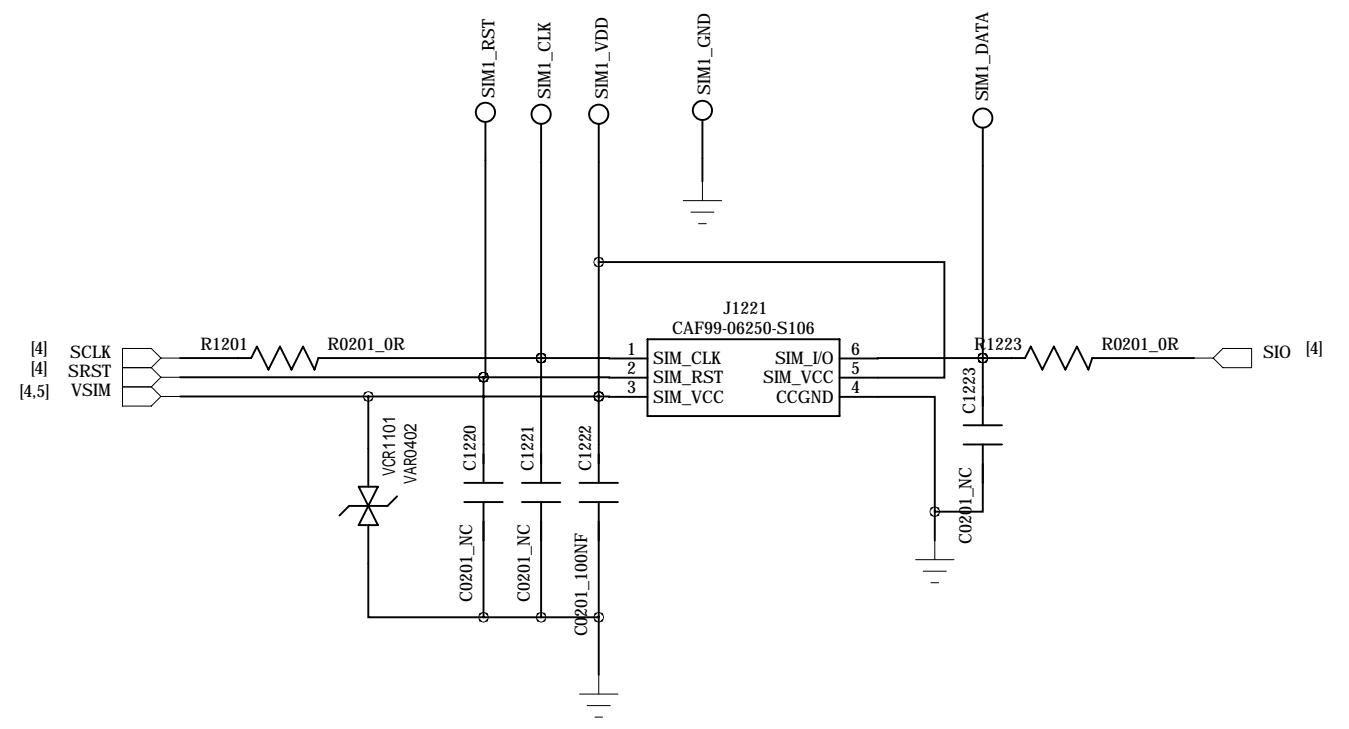 SIM1_RST
SIM1_CLK
SIM1_VDD
SIM1_GND
SIM1_DATA
J1221
CAF99-06250-S106
[4] SCLK
[4] SRST
[4,5] VSIM
R1201 R0201_0R
1 SIM_CLK
2 SIM_RST
3 SIM_VCC
SIM_I/O 6
SIM_VCC 5
CCGND 4
R1223 R0201_0R
SIO [4]
VCR1101
VAR0402
C1220
C0201_NC
C1221
C0201_NC
C1222
C0201_100NF
C1223
C0201_NC